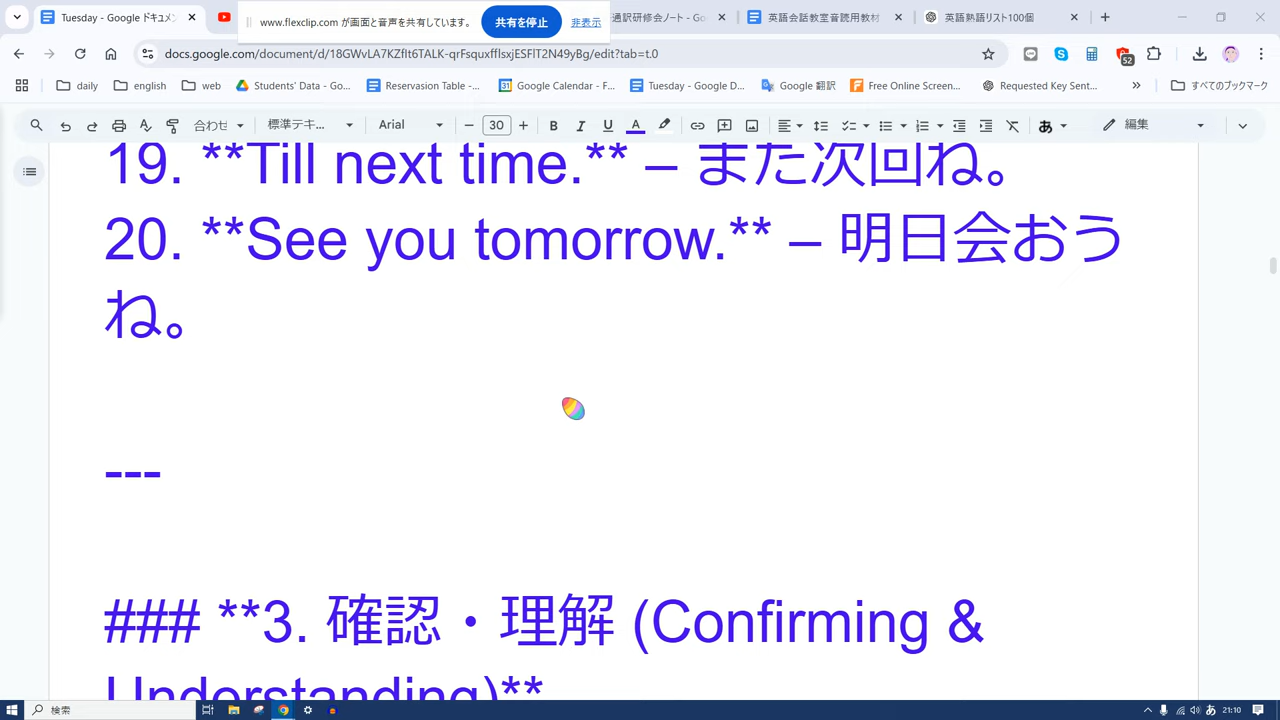 Tuesday - Google ドキュメン
www.flexclip.com が画面と音声を共有しています。
共有を停止
非表示
通訳研修会ノート - Go
英語会話教室音読用教材
英語熟語リスト100個
docs.google.com/document/d/18GWvLA7KZflt6TALK-qrFsquxfflsxjESFlT2N49yBg/edit?tab=t.0
52
daily
english
web
Students' Data - Go...
Reservasion Table -...
Google Calendar - F...
Tuesday - Google D...
Google 翻訳
Free Online Screen...
Requested Key Sent...
すべてのブックマーク
合わせ
標準テキ...
Arial
30
編集
19. **Till next time.** – また次回ね。
20. **See you tomorrow.** – 明日会おう
ね。
---
### **3. 確認・理解 (Confirming &
Understanding)**
検索
あ
21:10